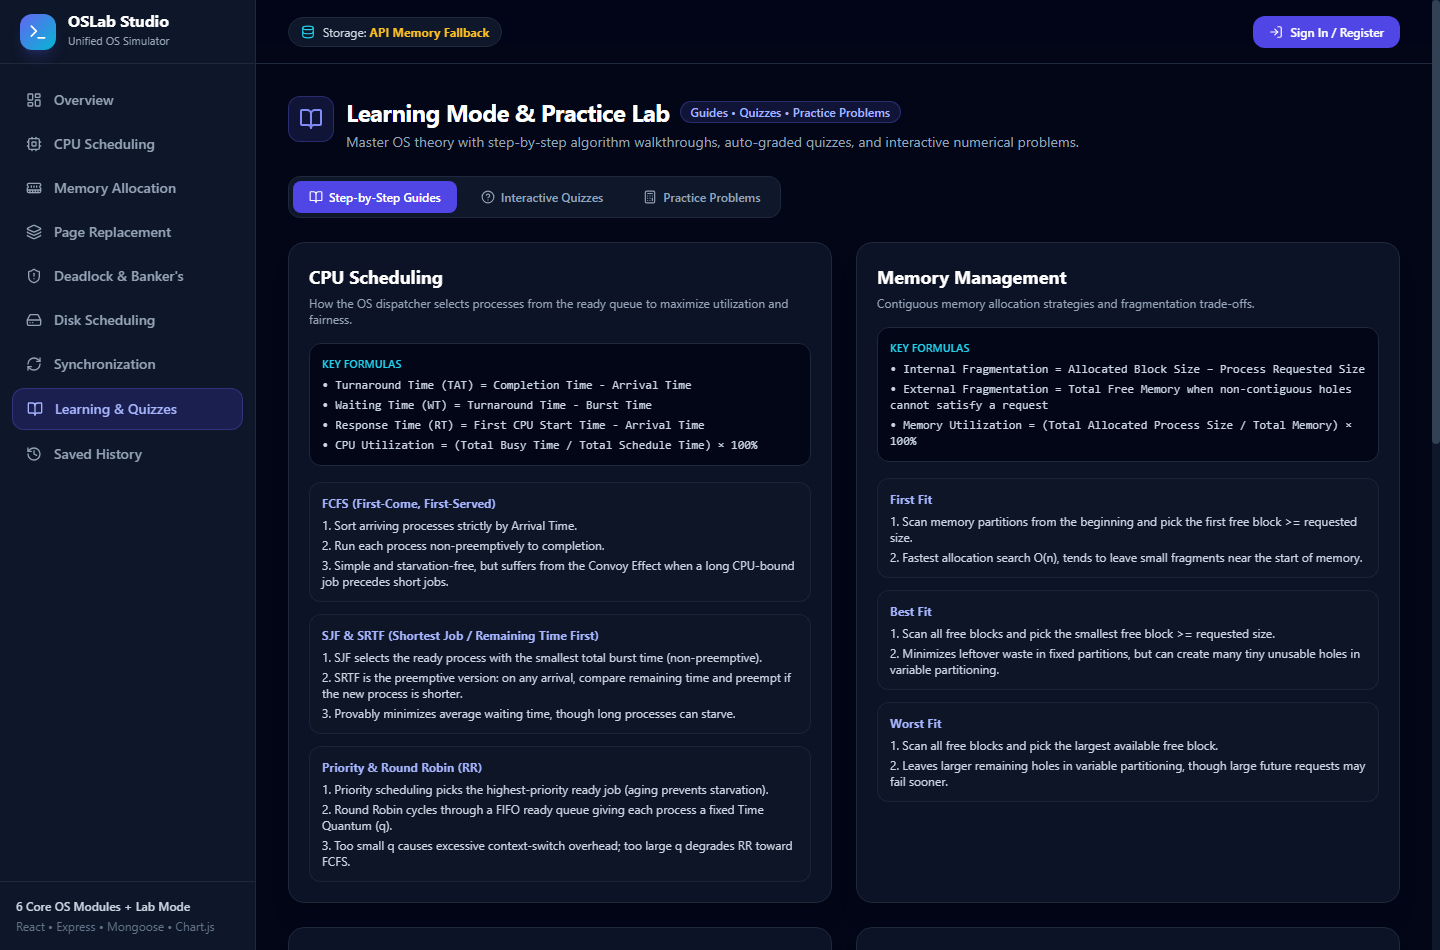 OSLab Studio
Unified OS Simulator
Overview
CPU Scheduling
Memory Allocation
Page Replacement
Deadlock & Banker's
Disk Scheduling
Synchronization
Learning & Quizzes
Saved History
6 Core OS Modules + Lab Mode
React • Express • Mongoose • Chart.js
Storage: API Memory Fallback
Sign In / Register
Learning Mode & Practice Lab
Guides • Quizzes • Practice Problems
Master OS theory with step-by-step algorithm walkthroughs, auto-graded quizzes, and interactive numerical problems.
Step-by-Step Guides
Interactive Quizzes
Practice Problems
CPU Scheduling
How the OS dispatcher selects processes from the ready queue to maximize utilization and
fairness.
KEY FORMULAS
• Turnaround Time (TAT) = Completion Time - Arrival Time
• Waiting Time (WT) = Turnaround Time - Burst Time
• Response Time (RT) = First CPU Start Time - Arrival Time
• CPU Utilization = (Total Busy Time / Total Schedule Time) × 100%
FCFS (First-Come, First-Served)
1. Sort arriving processes strictly by Arrival Time.
2. Run each process non-preemptively to completion.
3. Simple and starvation-free, but suffers from the Convoy Effect when a long CPU-bound
job precedes short jobs.
SJF & SRTF (Shortest Job / Remaining Time First)
1. SJF selects the ready process with the smallest total burst time (non-preemptive).
2. SRTF is the preemptive version: on any arrival, compare remaining time and preempt if
the new process is shorter.
3. Provably minimizes average waiting time, though long processes can starve.
Priority & Round Robin (RR)
1. Priority scheduling picks the highest-priority ready job (aging prevents starvation).
2. Round Robin cycles through a FIFO ready queue giving each process a fixed Time
Quantum (q).
3. Too small q causes excessive context-switch overhead; too large q degrades RR toward
FCFS.
Memory Management
Contiguous memory allocation strategies and fragmentation trade-offs.
KEY FORMULAS
• Internal Fragmentation = Allocated Block Size − Process Requested Size
• External Fragmentation = Total Free Memory when non-contiguous holes
cannot satisfy a request
• Memory Utilization = (Total Allocated Process Size / Total Memory) ×
100%
First Fit
1. Scan memory partitions from the beginning and pick the first free block >= requested
size.
2. Fastest allocation search O(n), tends to leave small fragments near the start of memory.
Best Fit
1. Scan all free blocks and pick the smallest free block >= requested size.
2. Minimizes leftover waste in fixed partitions, but can create many tiny unusable holes in
variable partitioning.
Worst Fit
1. Scan all free blocks and pick the largest available free block.
2. Leaves larger remaining holes in variable partitioning, though large future requests may
fail sooner.